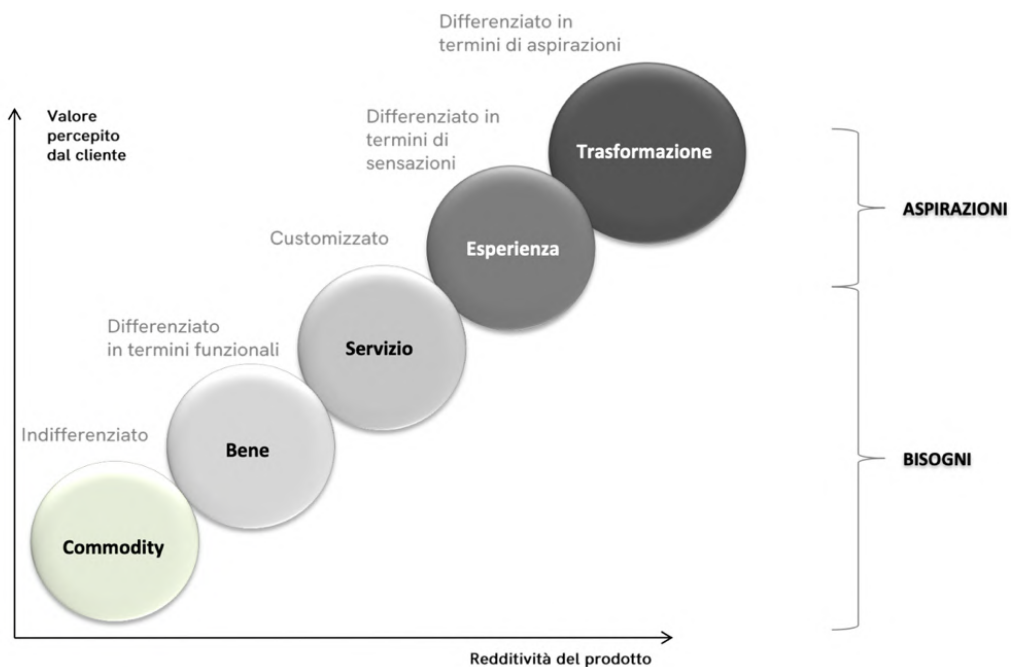 Differenziato in
termini di aspirazioni
Valore
percepito
dal cliente
Differenziato in
termini di
sensazioni
Trasformazione
ASPIRAZIONI
Customizzato
Esperienza
Differenziato
in termini funzionali
Servizio
Indifferenziato
Bene
BISOGNI
Commodity
Redditività del prodotto